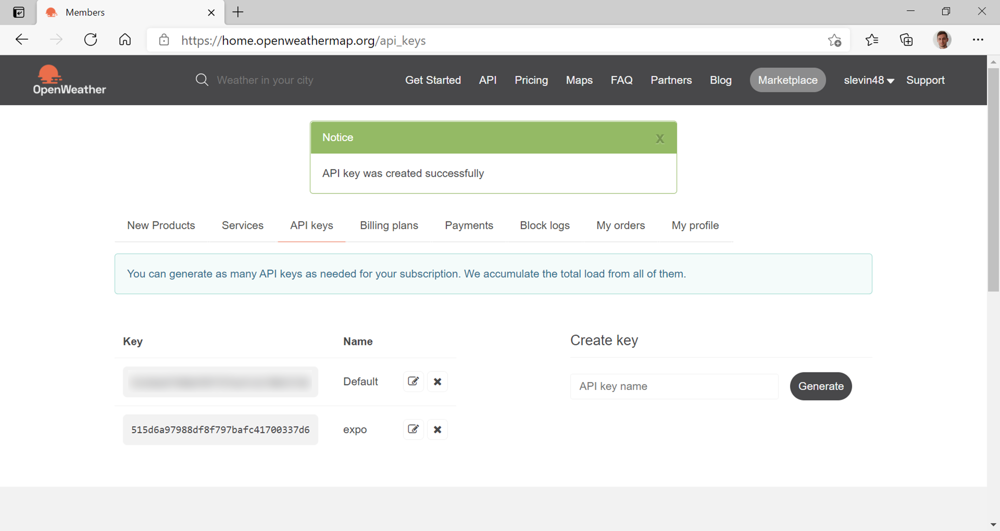 Members
https://home.openweathermap.org/api_keys
OpenWeather
Weather in your city
Get Started API Pricing Maps FAQ Partners Blog Marketplace slevin48 Support
Notice x
API key was created successfully
New Products Services API keys Billing plans Payments Block logs My orders My profile
You can generate as many API keys as needed for your subscription. We accumulate the total load from all of them.
Key Name
Create key
Default
API key name Generate
515d6a97988df8f797bafc41700337d6 expo